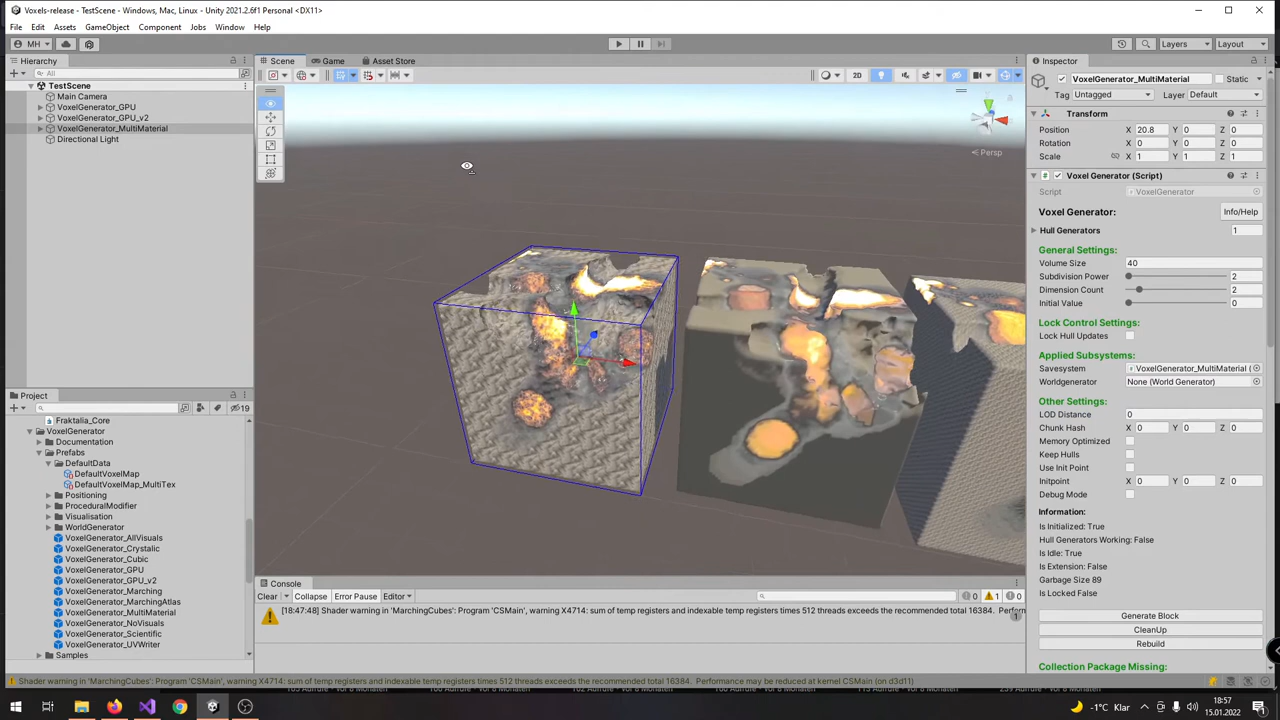 Voxels-release - TestScene - Windows, Mac, Linux - Unity 2021.2.6f1 Personal <DX11>
File Edit Assets GameObject Component Jobs Window Help
MH Layers Layout
Hierarchy
All
TestScene
Main Camera
VoxelGenerator_GPU
VoxelGenerator_GPU_v2
VoxelGenerator_MultiMaterial
Directional Light
Scene Game Asset Store
2D
Persp
Project
19
Fraktalia_Core
VoxelGenerator
Documentation
Prefabs
DefaultData
DefaultVoxelMap
DefaultVoxelMap_MultiTex
Positioning
ProceduralModifier
Visualisation
WorldGenerator
VoxelGenerator_AllVisuals
VoxelGenerator_Crystalic
VoxelGenerator_Cubic
VoxelGenerator_GPU
VoxelGenerator_GPU_v2
VoxelGenerator_Marching
VoxelGenerator_MarchingAtlas
VoxelGenerator_MultiMaterial
VoxelGenerator_NoVisuals
VoxelGenerator_Scientific
VoxelGenerator_UVWriter
Samples
Console
Clear Collapse Error Pause Editor 0 1 0
[18:47:48] Shader warning in 'MarchingCubes': Program 'CSMain', warning X4714: sum of temp registers and indexable temp registers times 512 threads exceeds the recommended total 16384. Perform
1
Inspector
VoxelGenerator_MultiMaterial Static
Tag Untagged Layer Default
Transform
Position X 20.8 Y 0 Z 0
Rotation X 0 Y 0 Z 0
Scale X 1 Y 1 Z 1
Voxel Generator (Script)
Script VoxelGenerator
Voxel Generator: Info/Help
Hull Generators 1
General Settings:
Volume Size 40
Subdivision Power 2
Dimension Count 2
Initial Value 0
Lock Control Settings:
Lock Hull Updates
Applied Subsystems:
Savesystem VoxelGenerator_MultiMaterial (
Worldgenerator None (World Generator)
Other Settings:
LOD Distance 0
Chunk Hash X 0 Y 0 Z 0
Memory Optimized
Keep Hulls
Use Init Point
Initpoint X 0 Y 0 Z 0
Debug Mode
Information:
Is Initialized: True
Hull Generators Working: False
Is Idle: True
Is Extension: False
Garbage Size 89
Is Locked False
Generate Block
CleanUp
Rebuild
Collection Package Missing:
Shader warning in 'MarchingCubes': Program 'CSMain', warning X4714: sum of temp registers and indexable temp registers times 512 threads exceeds the recommended total 16384. Performance may be reduced at kernel CSMain (on d3d11)
-1°C Klar 18:57
15.01.2022